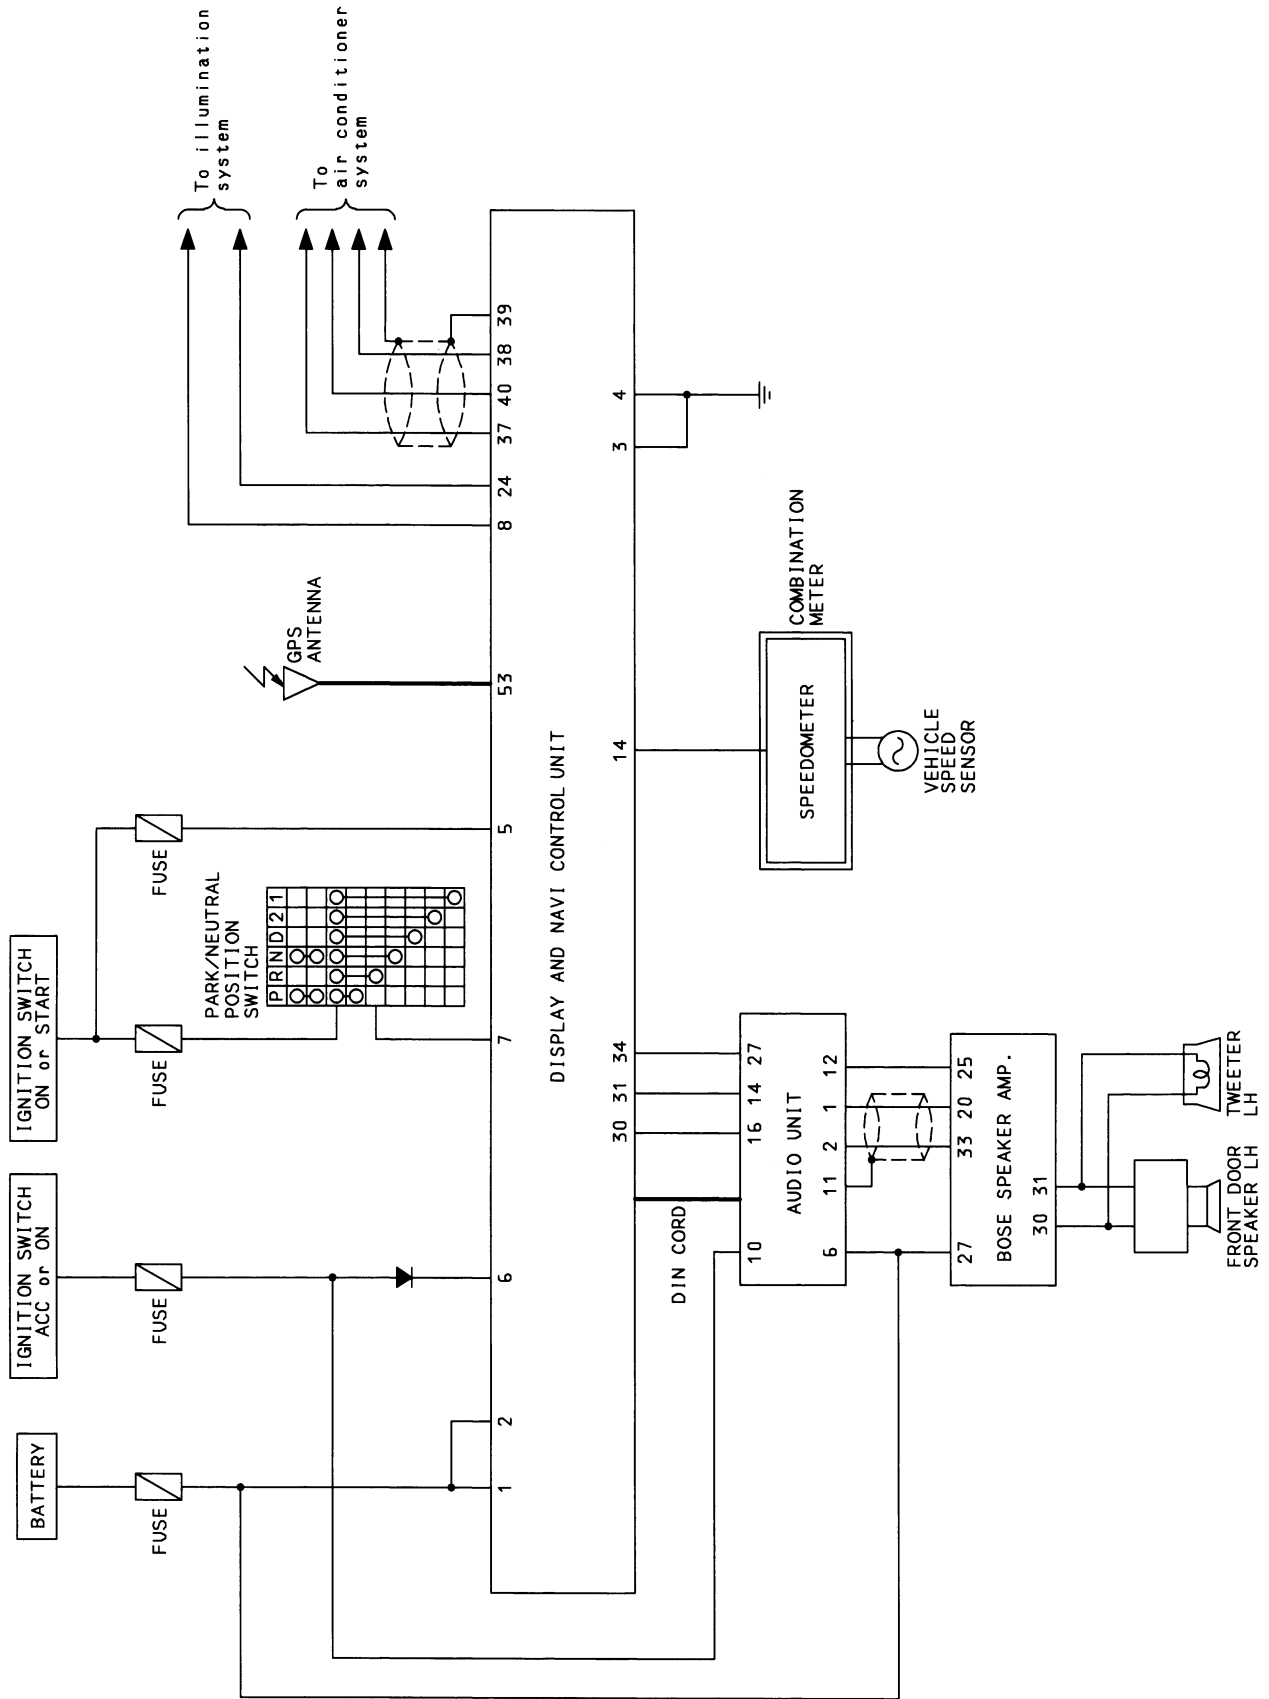 BATTERY
FUSE
IGNITION SWITCH
ACC or ON
FUSE
IGNITION SWITCH
ON or START
FUSE
FUSE
PARK/NEUTRAL
POSITION
SWITCH
P R N D 2 1
GPS
ANTENNA
To illumination
system
To
air conditioner
system
1 2 6 7 5 53 8 24 37 40 38 39
DISPLAY AND NAVI CONTROL UNIT
30 31 34 14 3 4
DIN CORD
10 16 14 27
AUDIO UNIT
6 11 2 1 12
27 33 20 25
BOSE SPEAKER AMP.
30 31
FRONT DOOR
SPEAKER LH
TWEETER
LH
COMBINATION
METER
SPEEDOMETER
VEHICLE
SPEED
SENSOR